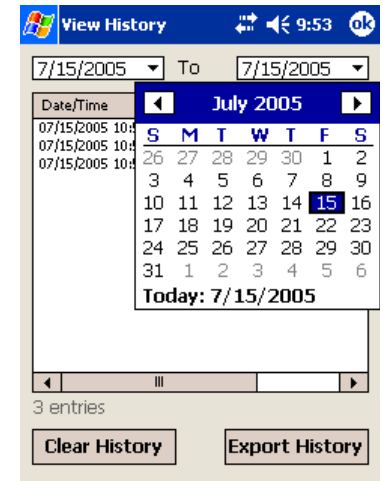 View History 9:53 ok
7/15/2005 To 7/15/2005
Date/Time
July 2005
07/15/2005
07/15/2005
07/15/2005
S M T W T F S
26 27 28 29 30 1 2
3 4 5 6 7 8 9
10 11 12 13 14 15 16
17 18 19 20 21 22 23
24 25 26 27 28 29 30
31 1 2 3 4 5 6
Today: 7/15/2005
3 entries
Clear History Export History